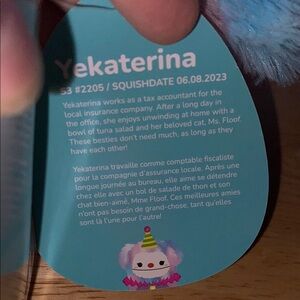 Yekaterina
S3 #2205 / SQUISHDATE 06.08.2023
Yekaterina works as a tax accountant for the
local insurance company. After a long day in
the office, she enjoys unwinding at home with a
bowl of tuna salad and her beloved cat, Ms. Floof.
These besties don't need much, as long as they
have each other!
Yekaterina travaille comme comptable fiscaliste
pour la compagnie d'assurance locale. Après une
longue journée au bureau, elle aime se détendre
chez elle avec un bol de salade de thon et son
chat bien-aimé, Mme Floof. Ces meilleures amies
n'ont pas besoin de grand-chose, tant qu'elles
sont là l'une pour l'autre!